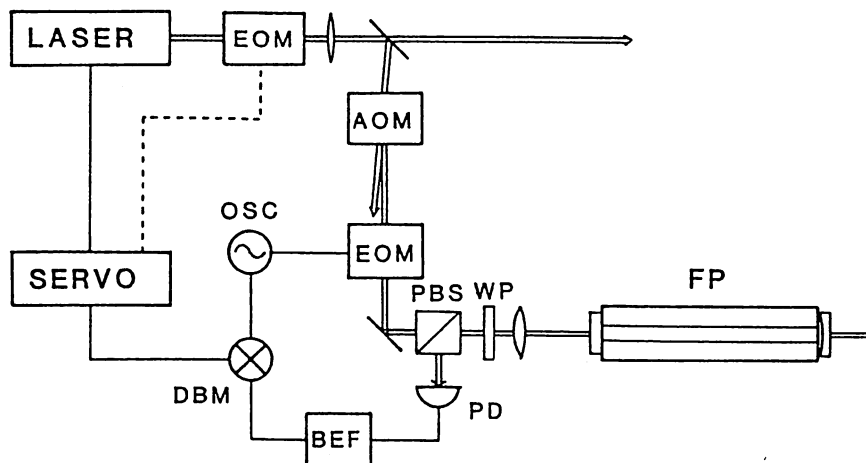 LASER
EOM
AOM
OSC
EOM
SERVO
PBS
WP
FP
DBM
PD
BEF